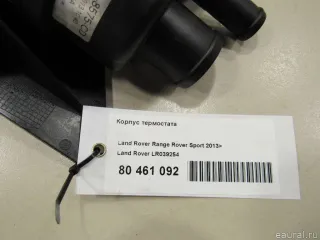 Корпус термостата
Land Rover Range Rover Sport 2013>
Land Rover LR039254
80 461 092
eaural.ru